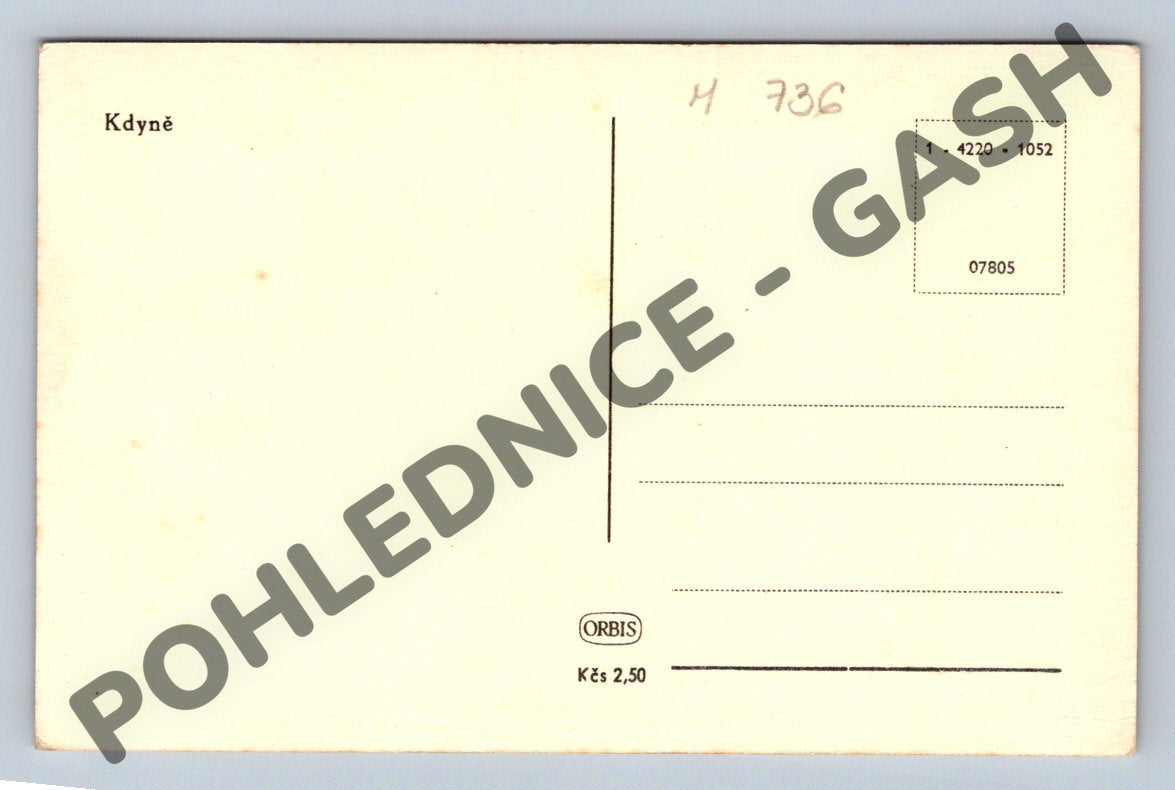 Kdyně
736
1 - 4220 - 1052
07805
ORBIS
Kčs 2,50
POHLEDNICE - GASH